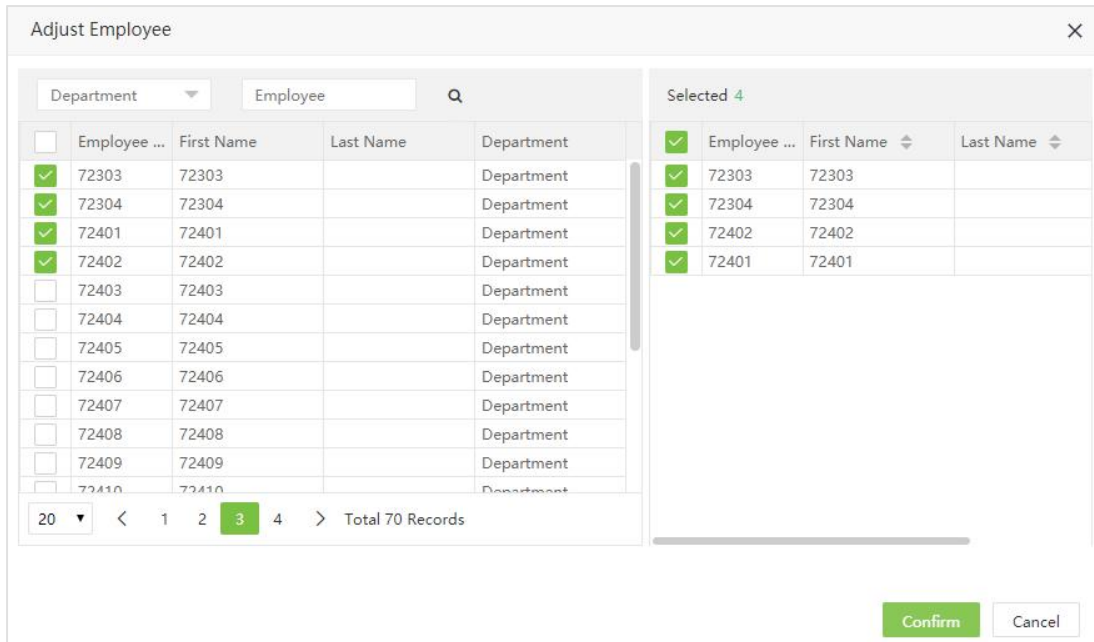 Adjust Employee
Department Employee
Employee ... First Name Last Name Department
72303 72303 Department
72304 72304 Department
72401 72401 Department
72402 72402 Department
72403 72403 Department
72404 72404 Department
72405 72405 Department
72406 72406 Department
72407 72407 Department
72408 72408 Department
72409 72409 Department
72410 72410 Department
20 1 2 3 4 Total 70 Records
Selected 4
Employee ... First Name Last Name
72303 72303
72304 72304
72402 72402
72401 72401
Confirm Cancel